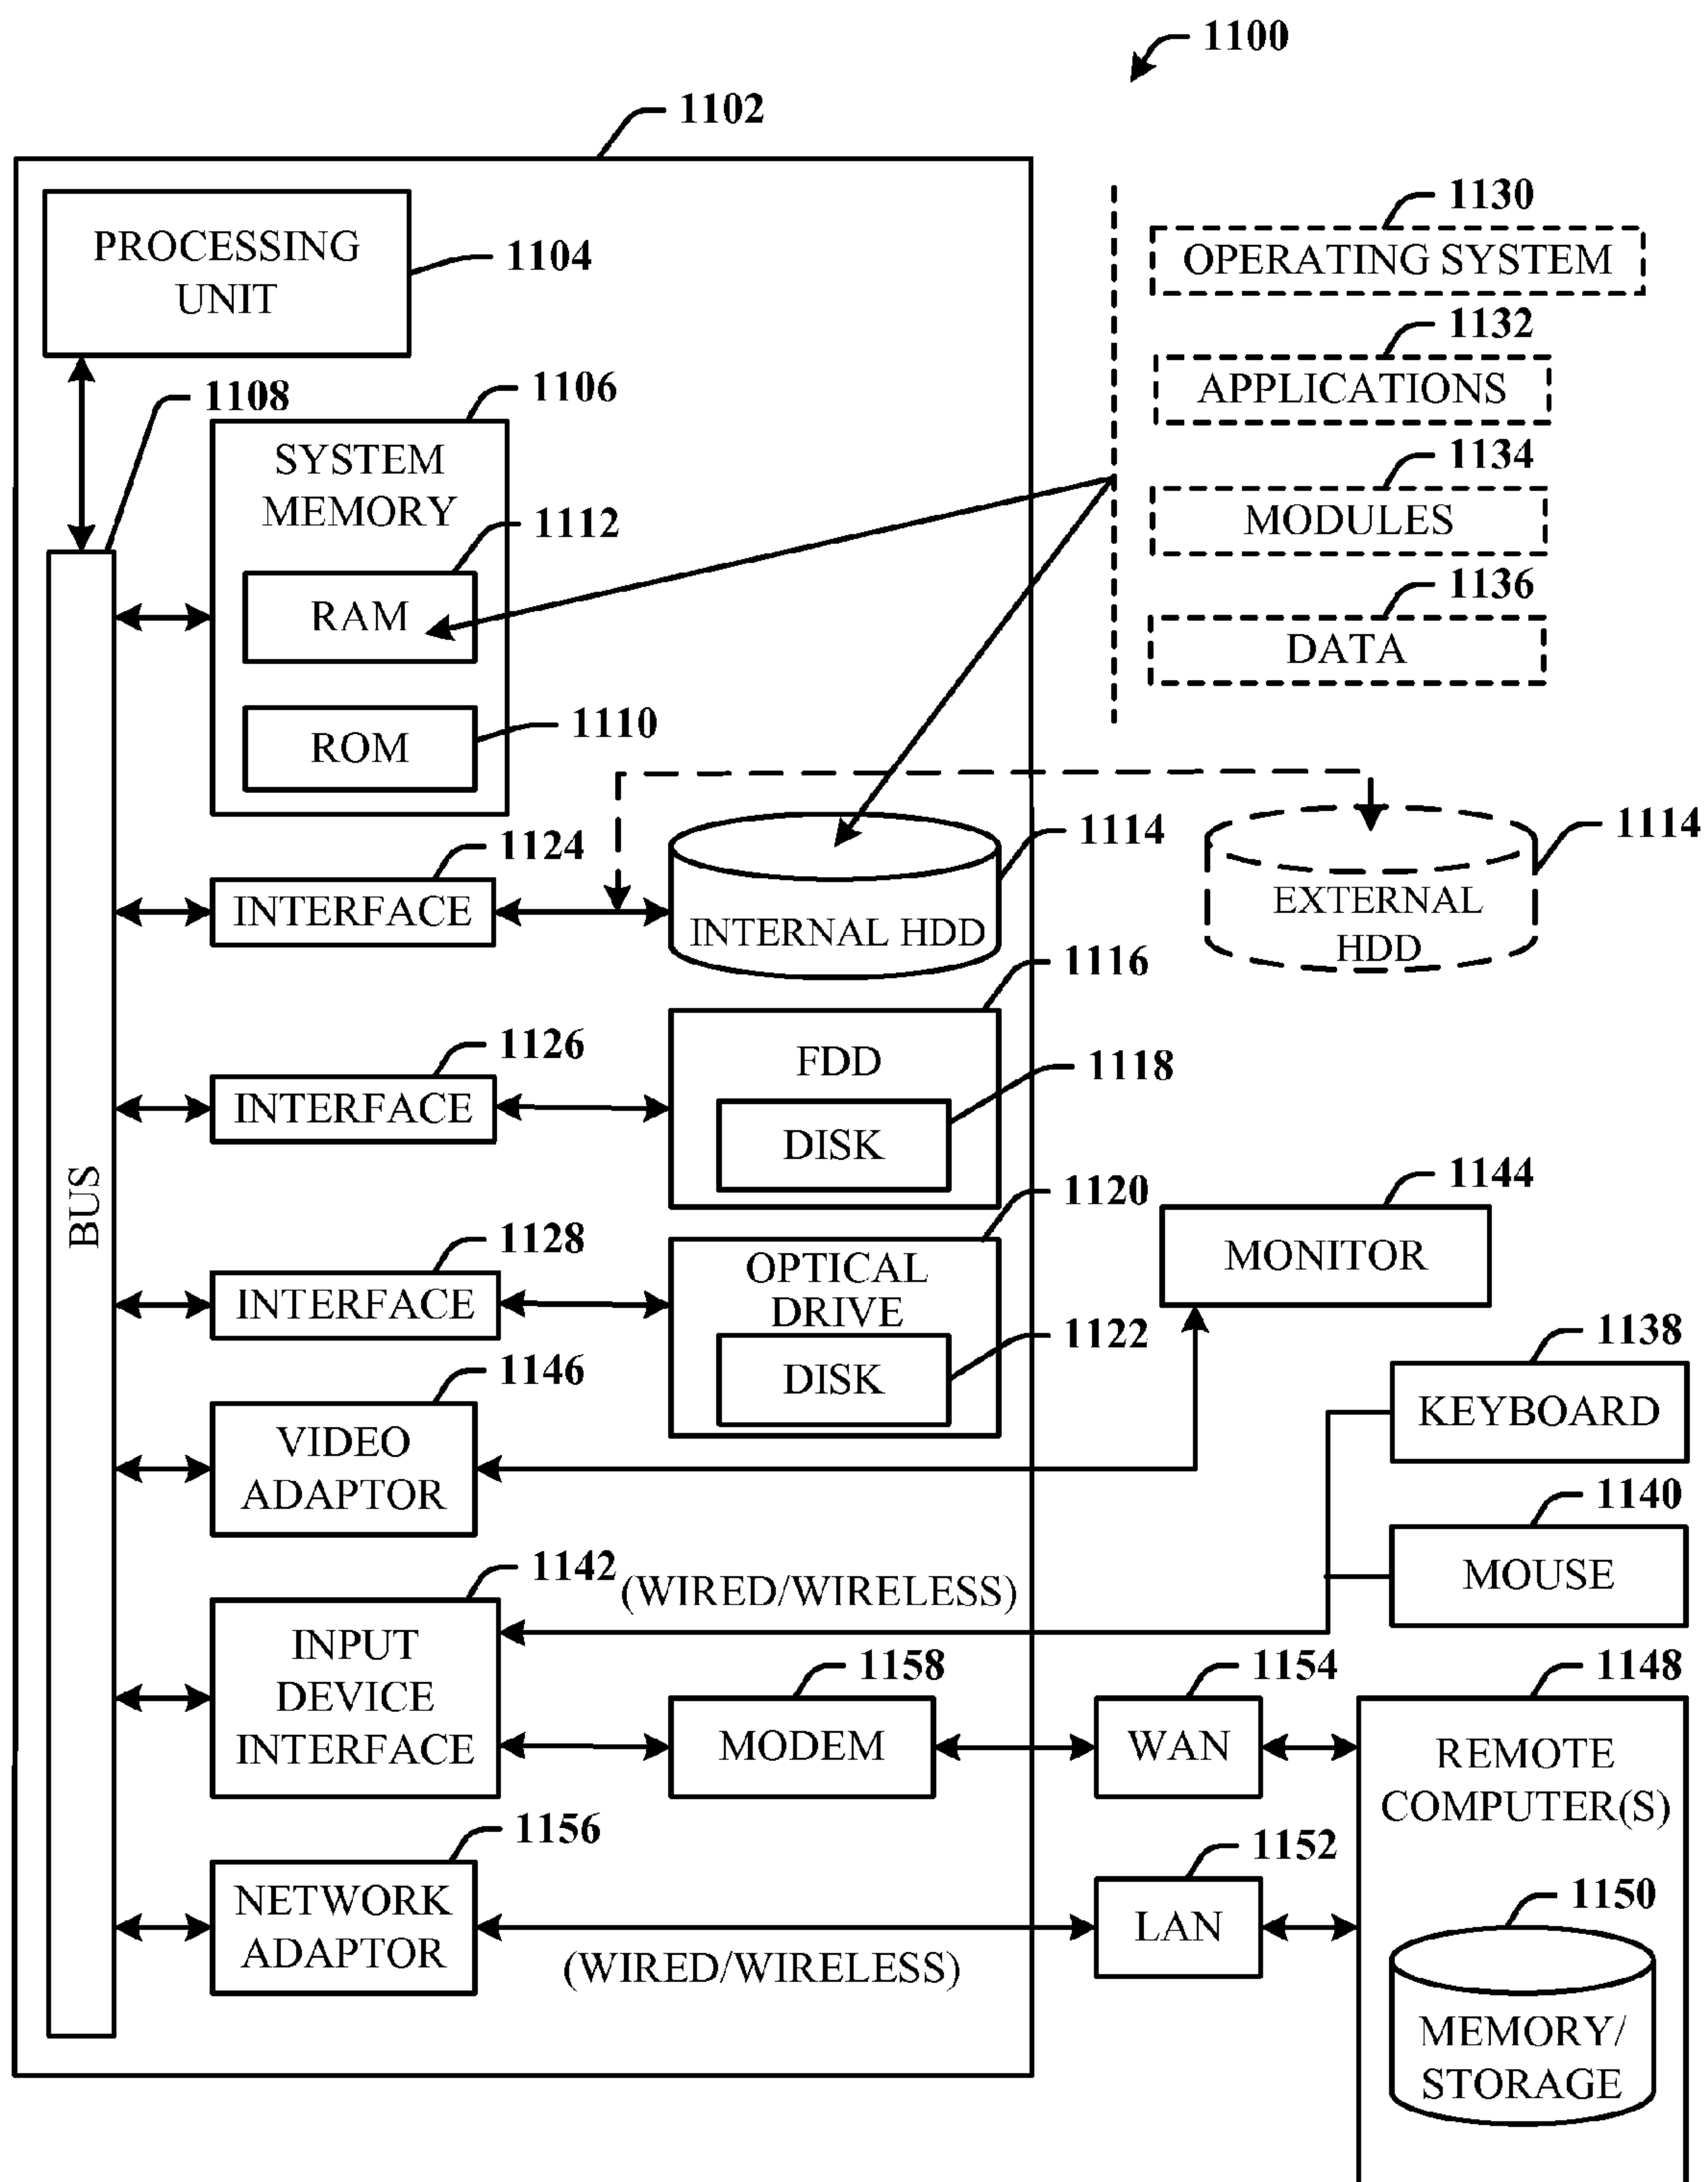 1100
1102
PROCESSING
UNIT
1104
1130
OPERATING SYSTEM
1132
APPLICATIONS
1134
MODULES
1136
DATA
1108
1106
SYSTEM
MEMORY
1112
RAM
1110
ROM
1124
INTERFACE
1114
INTERNAL HDD
1114
EXTERNAL
HDD
1116
FDD
1126
INTERFACE
1118
DISK
BUS
1120
OPTICAL
DRIVE
1128
INTERFACE
1122
DISK
1144
MONITOR
1146
VIDEO
ADAPTOR
1138
KEYBOARD
1140
MOUSE
1142
(WIRED/WIRELESS)
INPUT
DEVICE
INTERFACE
1158
MODEM
1154
WAN
1148
REMOTE
COMPUTER(S)
1156
NETWORK
ADAPTOR
(WIRED/WIRELESS)
1152
LAN
1150
MEMORY/
STORAGE